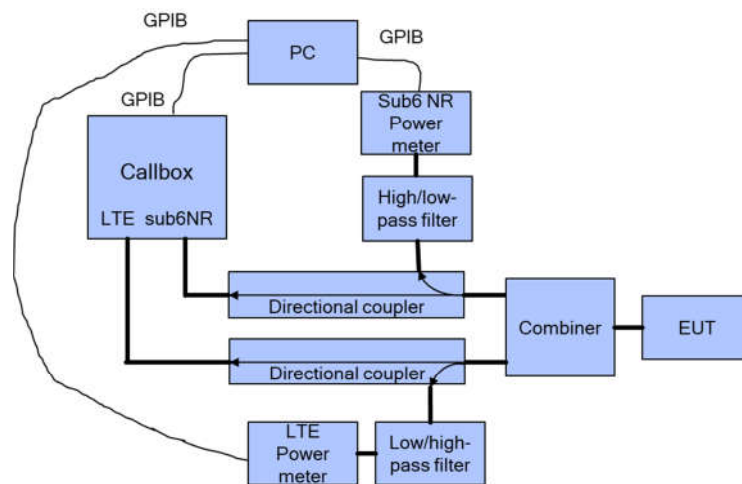 GPIB
PC
GPIB
GPIB
Sub6 NR
Power
meter
Callbox
LTE sub6NR
High/low-
pass filter
Directional coupler
Combiner
EUT
Directional coupler
LTE
Power
meter
Low/high-
pass filter